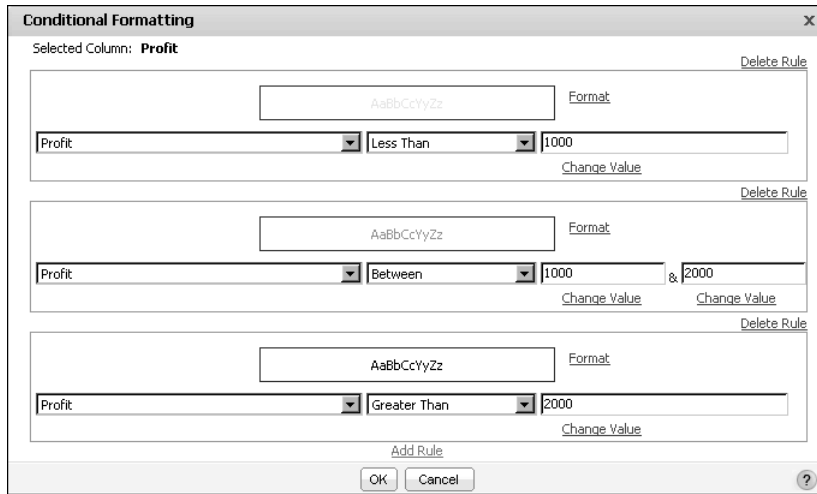 Conditional Formatting x
Selected Column: Profit
Delete Rule
AaBbCcYyZz Format
Profit Less Than 1000
Change Value
Delete Rule
AaBbCcYyZz Format
Profit Between 1000 & 2000
Change Value Change Value
Delete Rule
AaBbCcYyZz Format
Profit Greater Than 2000
Change Value
Add Rule
OK Cancel ?